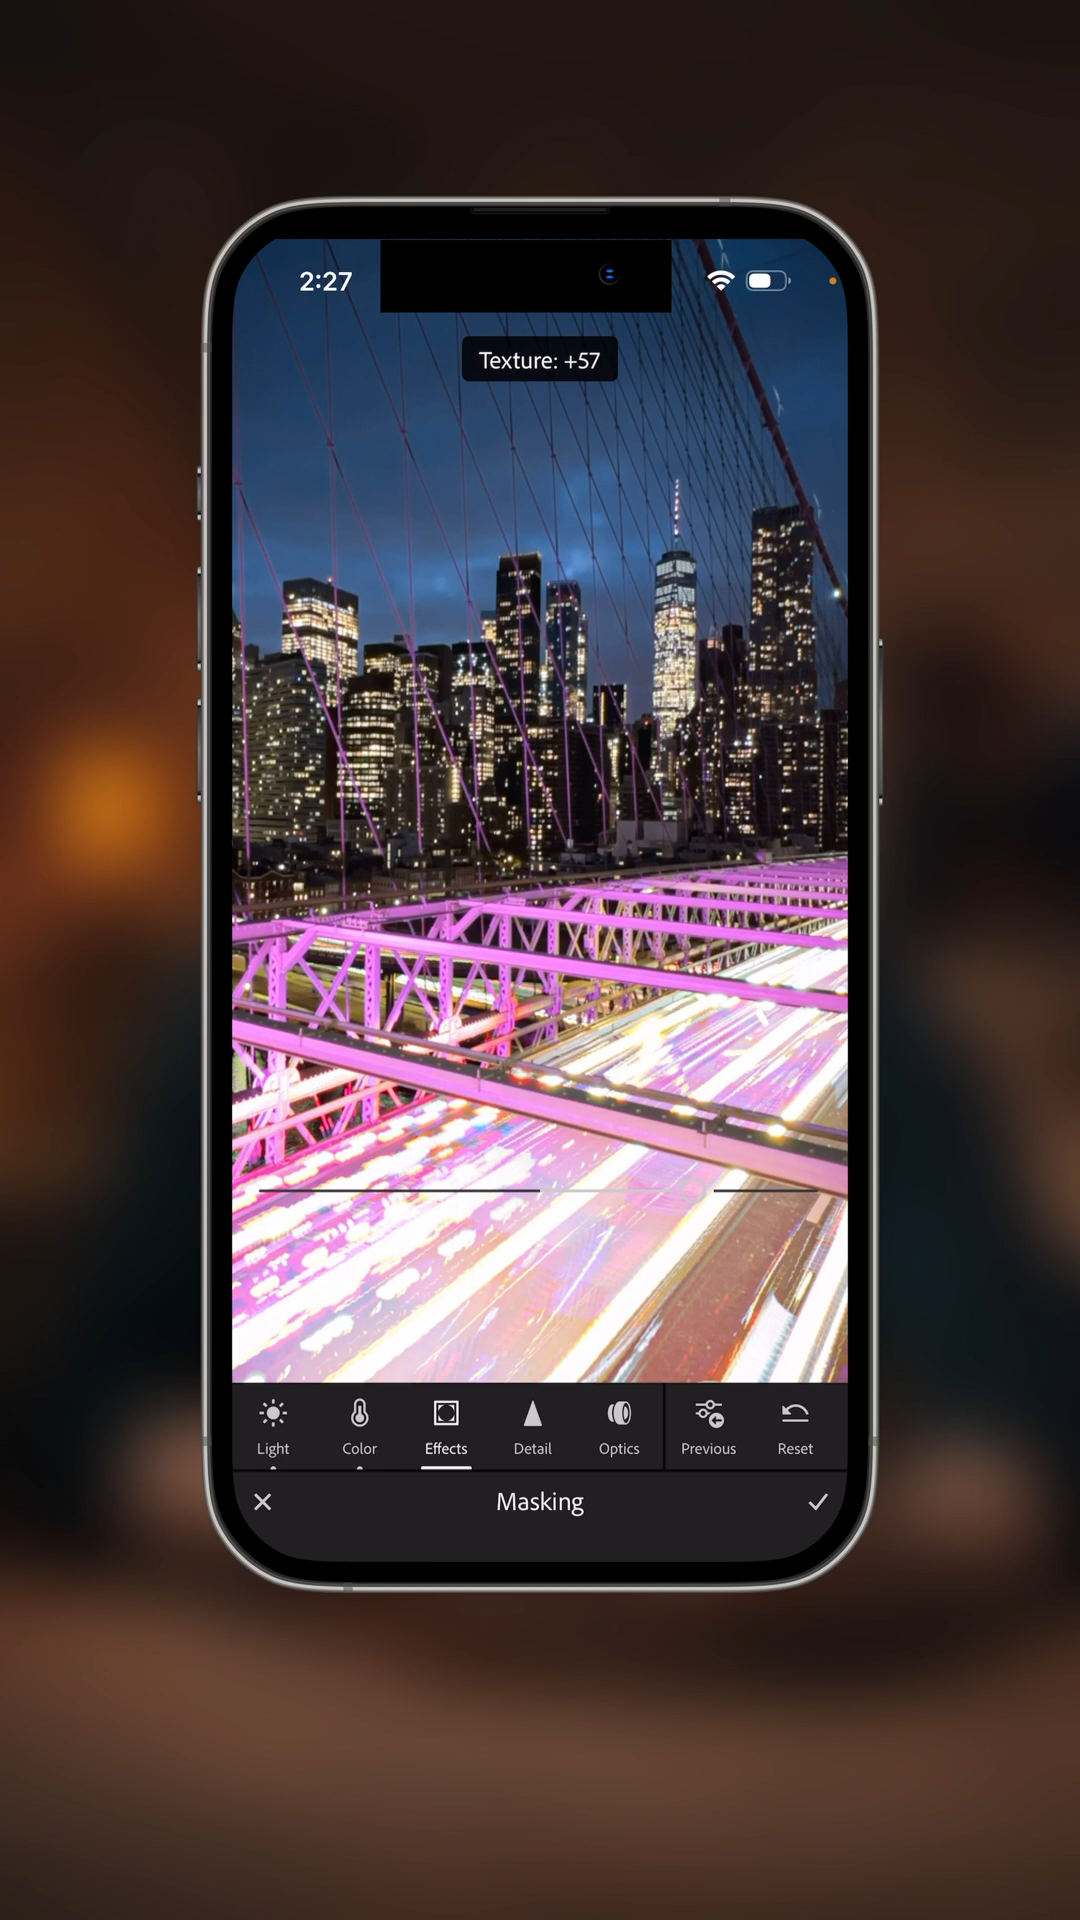 2:27
Texture: +57
Light
Color
Effects
Detail
Optics
Previous
Reset
Masking